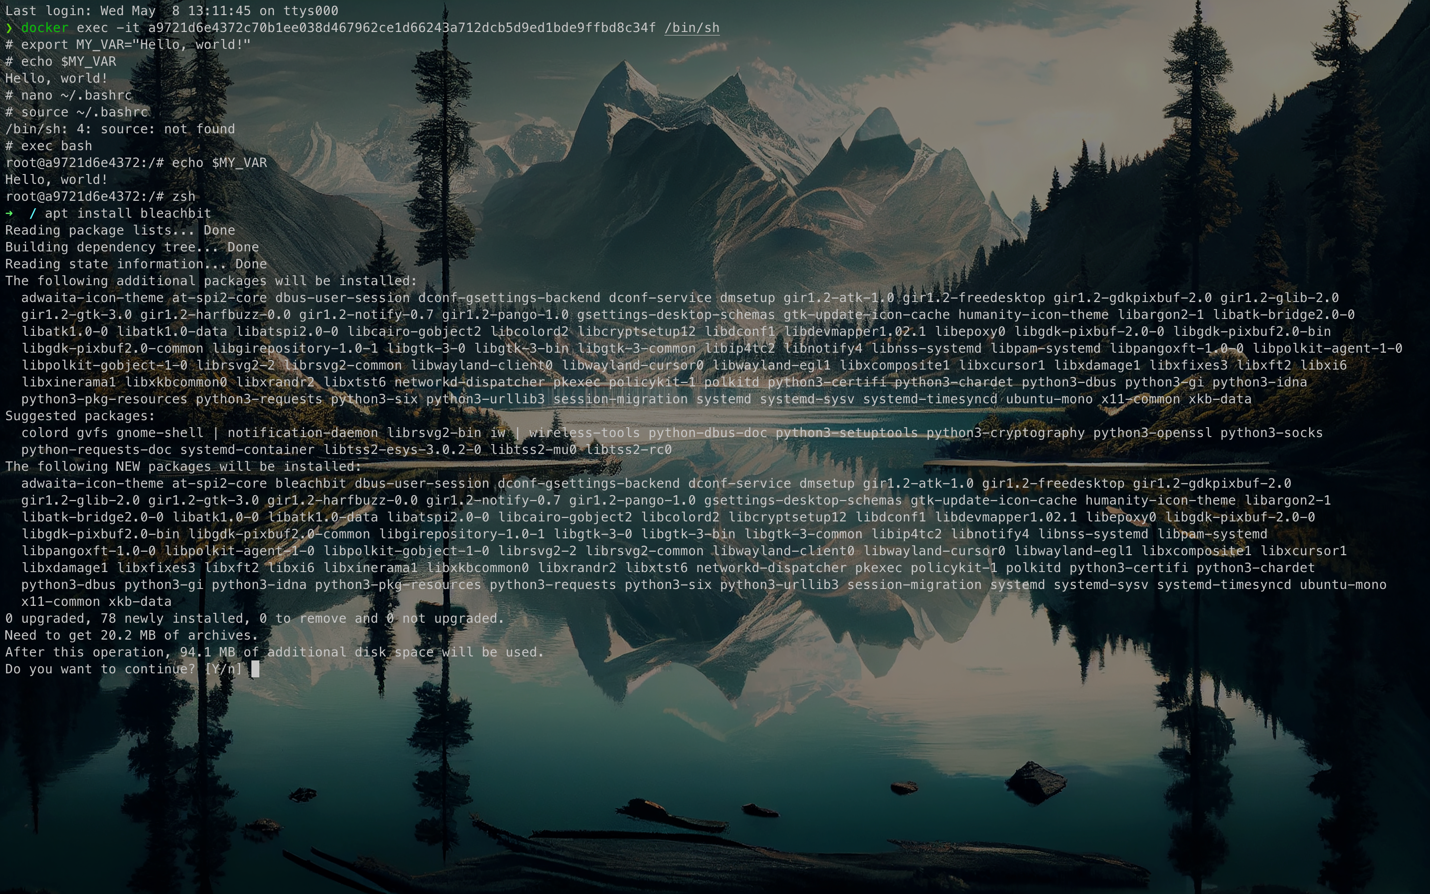 Last login: Wed May  8 13:11:45 on ttys000
❯ docker exec -it a9721d6e4372c70b1ee038d467962ce1d66243a712dcb5d9ed1bde9ffbd8c34f /bin/sh
# export MY_VAR="Hello, world!"
# echo $MY_VAR
Hello, world!
# nano ~/.bashrc
# source ~/.bashrc
/bin/sh: 4: source: not found
# exec bash
root@a9721d6e4372:/# echo $MY_VAR
Hello, world!
root@a9721d6e4372:/# zsh
➜  / apt install bleachbit
Reading package lists... Done
Building dependency tree... Done
Reading state information... Done
The following additional packages will be installed:
  adwaita-icon-theme at-spi2-core dbus-user-session dconf-gsettings-backend dconf-service dmsetup gir1.2-atk-1.0 gir1.2-freedesktop gir1.2-gdkpixbuf-2.0 gir1.2-glib-2.0
  gir1.2-gtk-3.0 gir1.2-harfbuzz-0.0 gir1.2-notify-0.7 gir1.2-pango-1.0 gsettings-desktop-schemas gtk-update-icon-cache humanity-icon-theme libargon2-1 libatk-bridge2.0-0
  libatk1.0-0 libatk1.0-data libatspi2.0-0 libcairo-gobject2 libcolord2 libcryptsetup12 libdconf1 libdevmapper1.02.1 libepoxy0 libgdk-pixbuf-2.0-0 libgdk-pixbuf2.0-bin
  libgdk-pixbuf2.0-common libgirepository-1.0-1 libgtk-3-0 libgtk-3-bin libgtk-3-common libip4tc2 libnotify4 libnss-systemd libpam-systemd libpangoxft-1.0-0 libpolkit-agent-1-0
  libpolkit-gobject-1-0 librsvg2-2 librsvg2-common libwayland-client0 libwayland-cursor0 libwayland-egl1 libxcomposite1 libxcursor1 libxdamage1 libxfixes3 libxft2 libxi6
  libxinerama1 libxkbcommon0 libxrandr2 libxtst6 networkd-dispatcher pkexec policykit-1 polkitd python3-certifi python3-chardet python3-dbus python3-gi python3-idna
  python3-pkg-resources python3-requests python3-six python3-urllib3 session-migration systemd systemd-sysv systemd-timesyncd ubuntu-mono x11-common xkb-data
Suggested packages:
  colord gvfs gnome-shell | notification-daemon librsvg2-bin iw | wireless-tools python-dbus-doc python3-setuptools python3-cryptography python3-openssl python3-socks
  python-requests-doc systemd-container libtss2-esys-3.0.2-0 libtss2-mu0 libtss2-rc0
The following NEW packages will be installed:
  adwaita-icon-theme at-spi2-core bleachbit dbus-user-session dconf-gsettings-backend dconf-service dmsetup gir1.2-atk-1.0 gir1.2-freedesktop gir1.2-gdkpixbuf-2.0
  gir1.2-glib-2.0 gir1.2-gtk-3.0 gir1.2-harfbuzz-0.0 gir1.2-notify-0.7 gir1.2-pango-1.0 gsettings-desktop-schemas gtk-update-icon-cache humanity-icon-theme libargon2-1
  libatk-bridge2.0-0 libatk1.0-0 libatk1.0-data libatspi2.0-0 libcairo-gobject2 libcolord2 libcryptsetup12 libdconf1 libdevmapper1.02.1 libepoxy0 libgdk-pixbuf-2.0-0
  libgdk-pixbuf2.0-bin libgdk-pixbuf2.0-common libgirepository-1.0-1 libgtk-3-0 libgtk-3-bin libgtk-3-common libip4tc2 libnotify4 libnss-systemd libpam-systemd
  libpangoxft-1.0-0 libpolkit-agent-1-0 libpolkit-gobject-1-0 librsvg2-2 librsvg2-common libwayland-client0 libwayland-cursor0 libwayland-egl1 libxcomposite1 libxcursor1
  libxdamage1 libxfixes3 libxft2 libxi6 libxinerama1 libxkbcommon0 libxrandr2 libxtst6 networkd-dispatcher pkexec policykit-1 polkitd python3-certifi python3-chardet
  python3-dbus python3-gi python3-idna python3-pkg-resources python3-requests python3-six python3-urllib3 session-migration systemd systemd-sysv systemd-timesyncd ubuntu-mono
  x11-common xkb-data
0 upgraded, 78 newly installed, 0 to remove and 0 not upgraded.
Need to get 20.2 MB of archives.
After this operation, 94.1 MB of additional disk space will be used.
Do you want to continue? [Y/n]